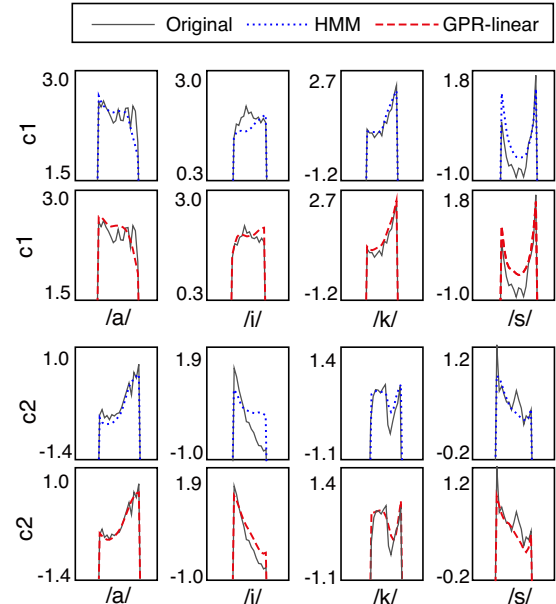 Original HMM GPR-linear
3.0 3.0 2.7 1.8
c1
1.5 0.3 -1.2 -1.0
3.0 3.0 2.7 1.8
c1
1.5 0.3 -1.2 -1.0
/a/ /i/ /k/ /s/
1.0 1.9 1.4 1.2
c2
-1.4 -1.0 -1.1 -0.2
1.0 1.9 1.4 1.2
c2
-1.4 -1.0 -1.1 -0.2
/a/ /i/ /k/ /s/